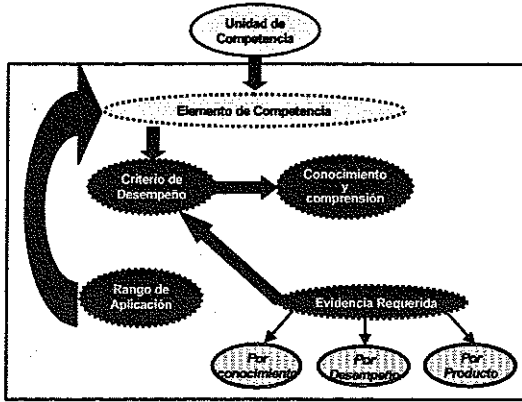 Unidad de
Competencia
Elemento de Competencia
Criterio de
Desempeño
Conocimiento
y
comprensión
Rango de
Aplicación
Evidencia Requerida
Por
conocimiento
Por
Desempeño
Por
Producto